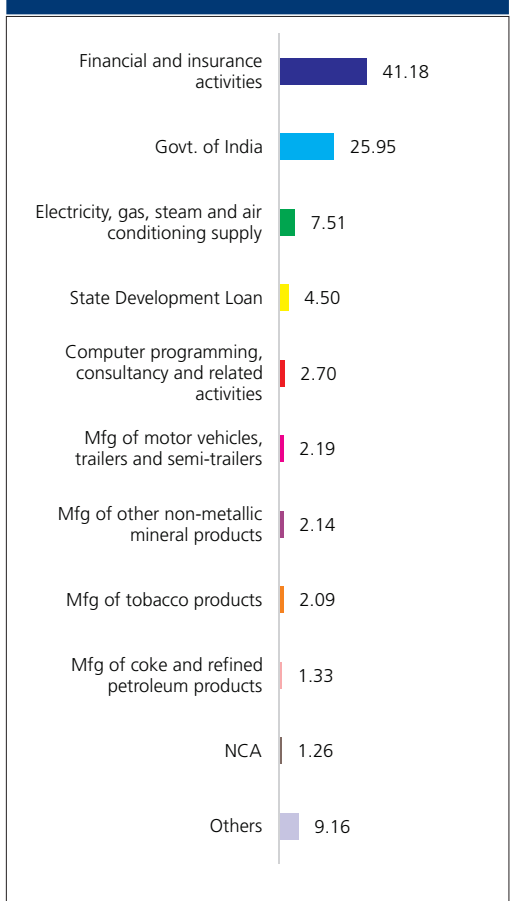 Financial and insurance
activities
41.18
Govt. of India
25.95
Electricity, gas, steam and air
conditioning supply
7.51
State Development Loan
4.50
Computer programming,
consultancy and related
activities
2.70
Mfg of motor vehicles,
trailers and semi-trailers
2.19
Mfg of other non-metallic
mineral products
2.14
Mfg of tobacco products
2.09
Mfg of coke and refined
petroleum products
1.33
NCA
1.26
Others
9.16